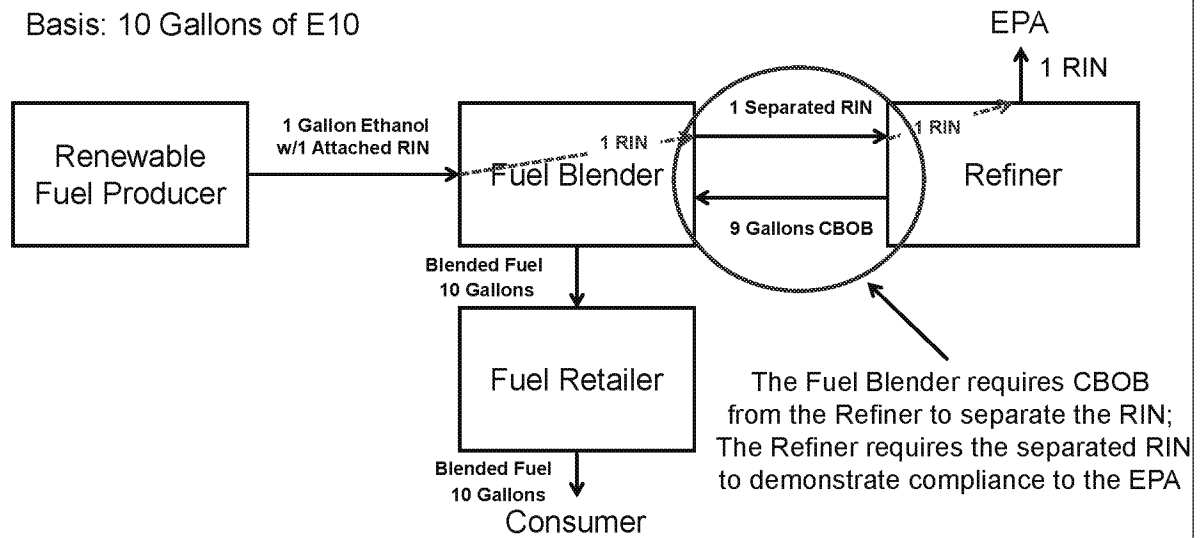 Basis: 10 Gallons of E10
EPA
1 RIN
Renewable
Fuel Producer
1 Gallon Ethanol
w/1 Attached RIN
1 RIN
Fuel Blender
1 Separated RIN
9 Gallons CBOB
1 RIN
Refiner
Blended Fuel
10 Gallons
Fuel Retailer
Blended Fuel
10 Gallons
Consumer
The Fuel Blender requires CBOB
from the Refiner to separate the RIN;
The Refiner requires the separated RIN
to demonstrate compliance to the EPA